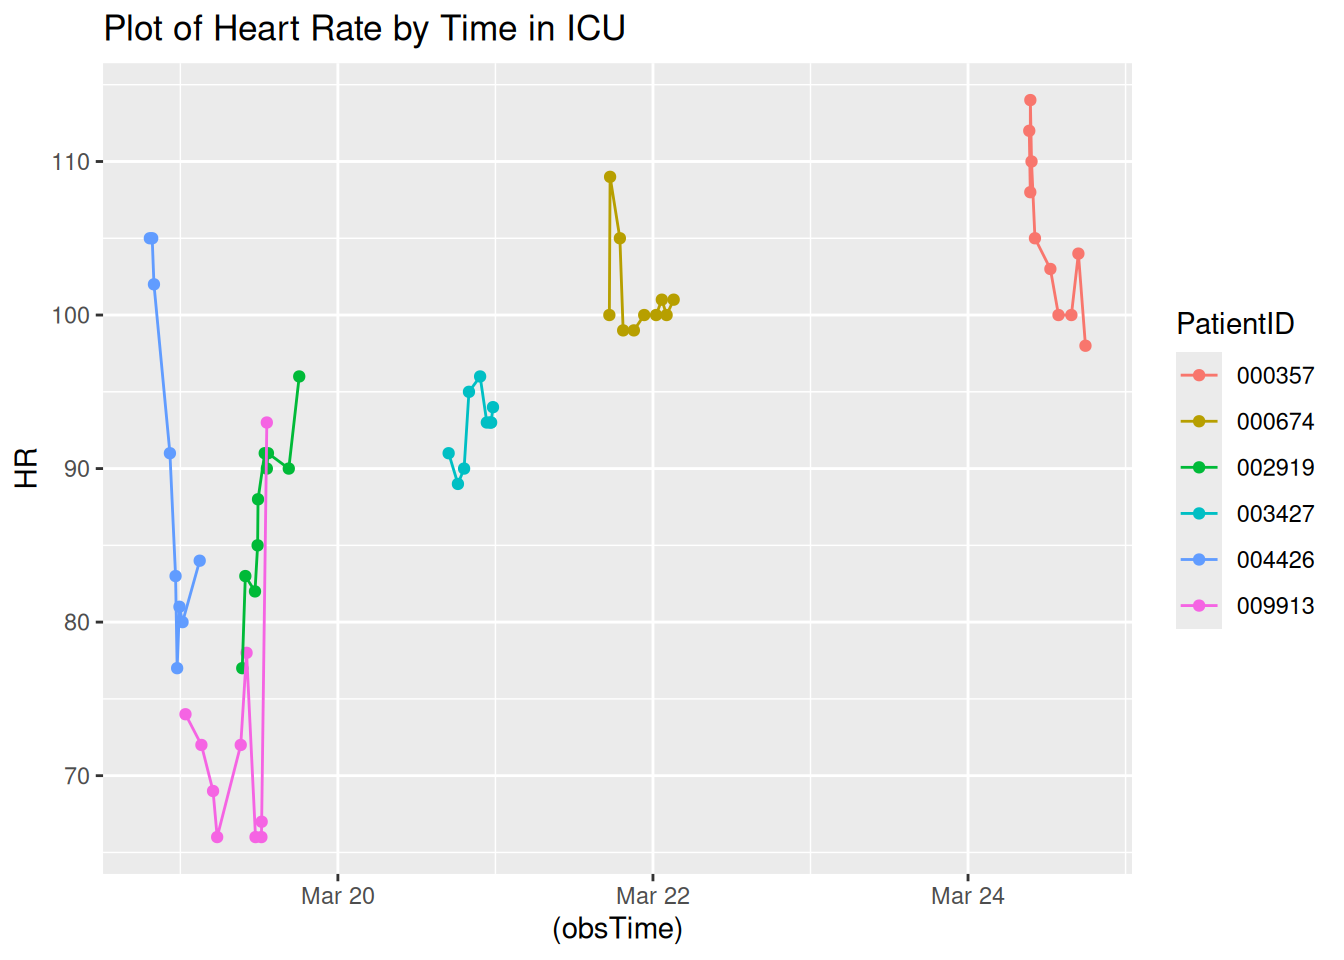 Plot of Heart Rate by Time in ICU
HR
110
100
90
80
70
Mar 20
Mar 22
Mar 24
(obsTime)
PatientID
000357
000674
002919
003427
004426
009913